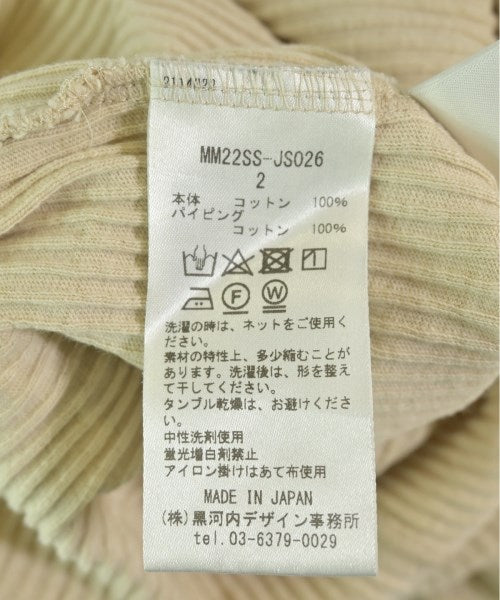 MM22SS-JS026
2
本体 コットン 100%
パイピング
コットン 100%
F W
洗濯の時は、ネットをご使用く
ださい。
素材の特性上、多少縮むことが
あります。洗濯後は、形を整え
て干してください。
タンブル乾燥は、お避けくださ
い。
中性洗剤使用
蛍光増白剤禁止
アイロン掛けはあて布使用
MADE IN JAPAN
(株)黒河内デザイン事務所
tel.03-6379-0029